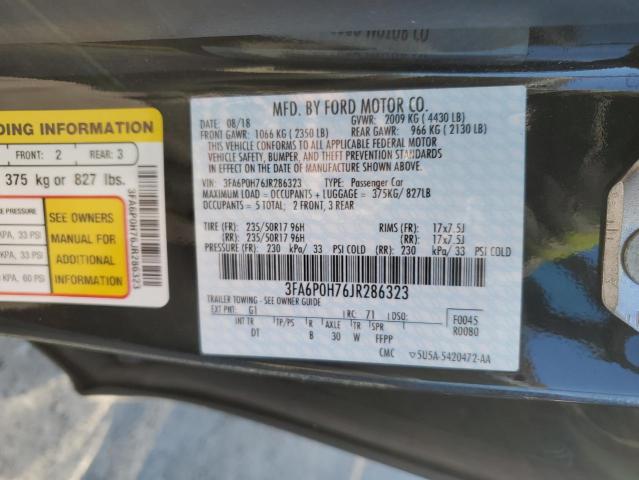 DING INFORMATION
FRONT: 2 REAR: 3
375 kg or 827 lbs.
PRESSURE
KPA, 33 PSI
KPA, 33 PSI
KPA, 60 PSI
SEE OWNERS
MANUAL FOR
ADDITIONAL
INFORMATION
3FA6P0H76JR286323
MFD. BY FORD MOTOR CO.
DATE: 08/18 GVWR: 2009 KG ( 4430 LB)
FRONT GAWR: 1066 KG ( 2350 LB) REAR GAWR: 966 KG ( 2130 LB)
THIS VEHICLE CONFORMS TO ALL APPLICABLE FEDERAL MOTOR
VEHICLE SAFETY, BUMPER, AND THEFT PREVENTION STANDARDS
IN EFFECT ON THE DATE OF MANUFACTURE SHOWN ABOVE.
VIN: 3FA6P0H76JR286323 TYPE: Passenger Car
MAXIMUM LOAD = OCCUPANTS + LUGGAGE = 375KG/ 827LB
OCCUPANTS = 5 TOTAL; 2 FRONT, 3 REAR
TIRE (FR): 235/50R17 96H RIMS (FR): 17x7.5J
(RR): 235/50R17 96H (RR): 17x7.5J
PRESSURE (FR): 230 kPa/ 33 PSI COLD (RR): 230 kPa/ 33 PSI COLD
3FA6P0H76JR286323
TRAILER TOWING - SEE OWNER GUIDE
EXT PNT: G1 RC: 71 DSO: F0045
INT TR TP/PS R AXLE TR SPR R0080
DT B 30 W FFPP
CMC 5U5A-5420472-AA